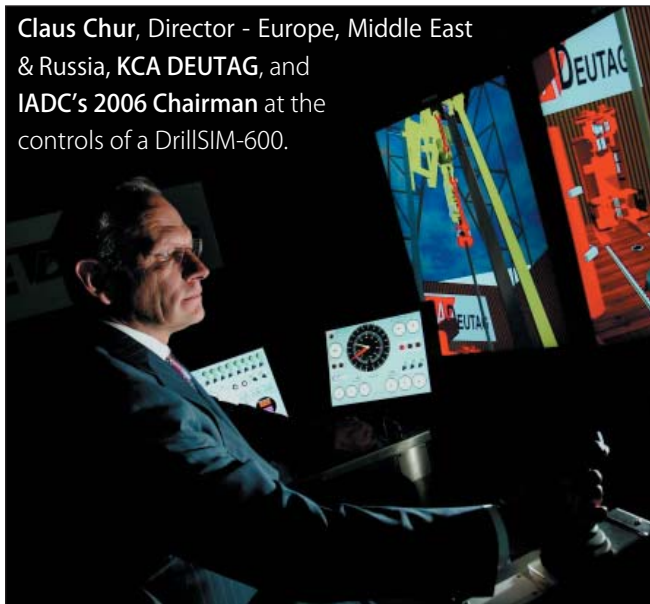 Claus Chur, Director - Europe, Middle East
& Russia, KCA DEUTAG, and
IADC's 2006 Chairman at the
controls of a DrillSIM-600.
DEUTAG